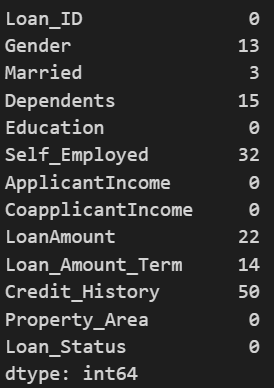 Loan_ID 0
Gender 13
Married 3
Dependents 15
Education 0
Self_Employed 32
ApplicantIncome 0
CoapplicantIncome 0
LoanAmount 22
Loan_Amount_Term 14
Credit_History 50
Property_Area 0
Loan_Status 0
dtype: int64